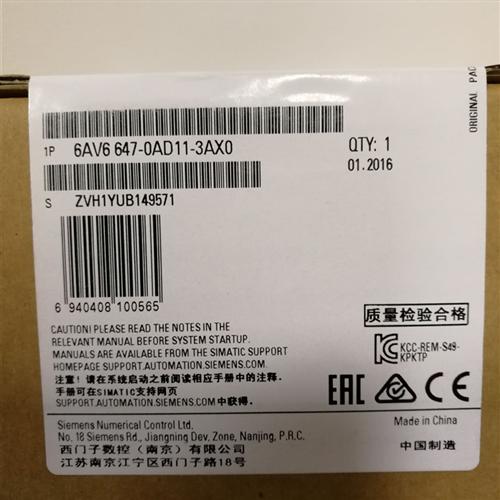 ORIGINAL PAC
1P 6AV6 647-0AD11-3AX0
QTY: 1
01.2016
S ZVH1YUB149571
6 940408 100565
CAUTION! PLEASE READ THE NOTES IN THE
RELEVANT MANUAL BEFORE SYSTEM STARTUP.
MANUALS ARE AVAILABLE FROM THE SIMATIC SUPPORT
HOMEPAGE SUPPORT.AUTOMATION.SIEMENS.COM.
注意! 请在系统启动之前阅读相应手册中的注释.
手册可在SIMATIC支持网页
SUPPORT.AUTOMATION.SIEMENS.COM中获得.
质量检验合格
KCC-REM-S49-
KPKTP
EAC CE
Siemens Numerical Control Ltd.
No. 18 Siemens Rd., Jiangning Dev, Zone, Nanjing, P.R.C.
西门子数控(南京)有限公司
江苏南京江宁区西门子路18号
Made in China
中国制造